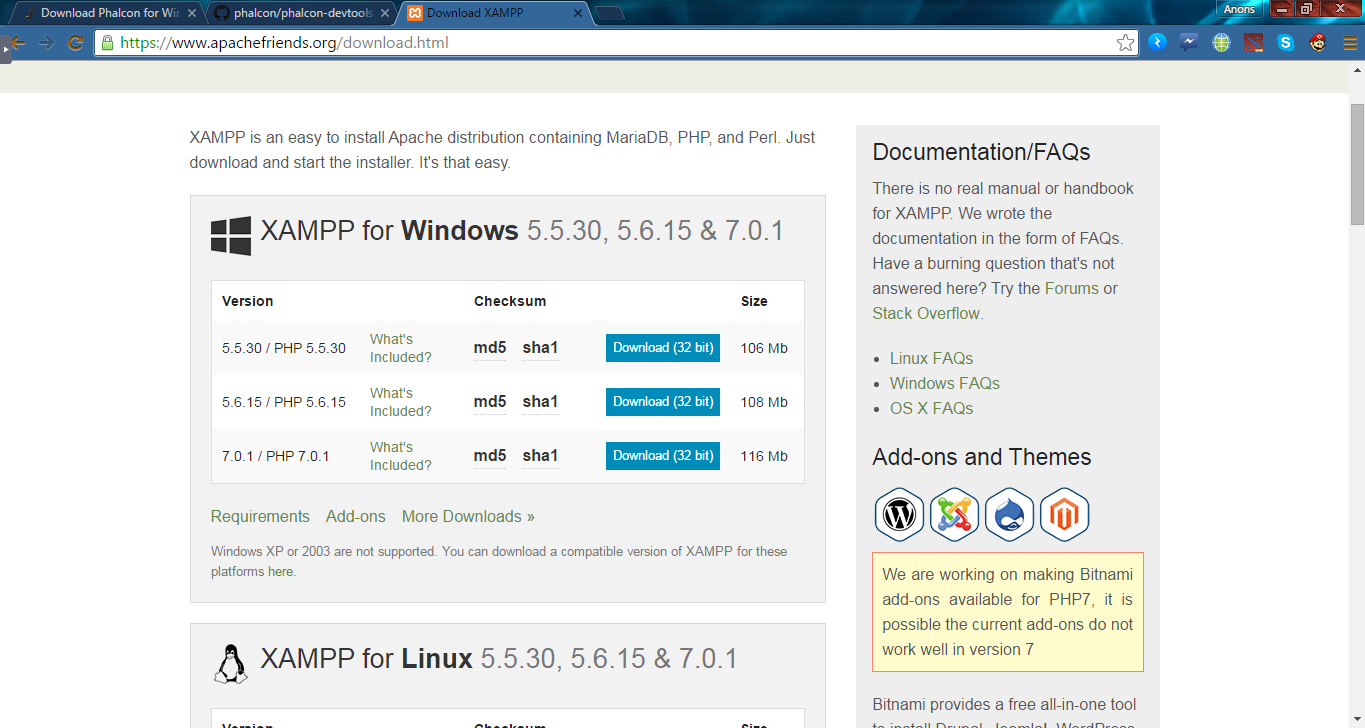 Download Phalcon for Wir
phalcon/phalcon-devtools
Download XAMPP
Anons
https://www.apachefriends.org/download.html
XAMPP is an easy to install Apache distribution containing MariaDB, PHP, and Perl. Just
download and start the installer. It's that easy.
XAMPP for Windows 5.5.30, 5.6.15 & 7.0.1
Version Checksum Size
5.5.30 / PHP 5.5.30 What's Included? md5 sha1 Download (32 bit) 106 Mb
5.6.15 / PHP 5.6.15 What's Included? md5 sha1 Download (32 bit) 108 Mb
7.0.1 / PHP 7.0.1 What's Included? md5 sha1 Download (32 bit) 116 Mb
Requirements Add-ons More Downloads »
Windows XP or 2003 are not supported. You can download a compatible version of XAMPP for these
platforms here.
XAMPP for Linux 5.5.30, 5.6.15 & 7.0.1
Version Checksum Size
Documentation/FAQs
There is no real manual or handbook
for XAMPP. We wrote the
documentation in the form of FAQs.
Have a burning question that's not
answered here? Try the Forums or
Stack Overflow.
• Linux FAQs
• Windows FAQs
• OS X FAQs
Add-ons and Themes
We are working on making Bitnami
add-ons available for PHP7, it is
possible the current add-ons do not
work well in version 7
Bitnami provides a free all-in-one tool
to install Drupal, Joomla!, WordPress